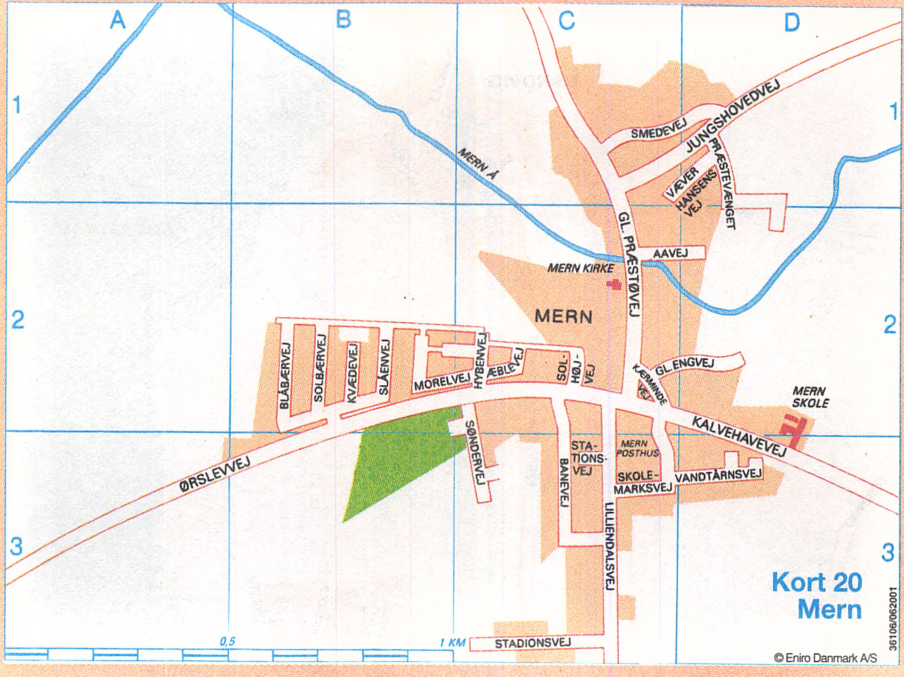 A
B
C
D
1
1
SMEDEVEJ
JUNGSHOVEDVEJ
PRÆSTEVÆNGET
VÆVER
HANSENS
VEJ
MERN Å
GL. PRÆSTØVEJ
AAVEJ
MERN KIRKE
MERN
2
2
BLÅBÆRVEJ
SOLBÆRVEJ
KVÆDEVEJ
SLÅENVEJ
MORELVEJ
HYBENVEJ
ÆBLEVEJ
SOL-
HØJ-
VEJ
KÆRMINDE
VEJ
GL.ENGVEJ
MERN
SKOLE
KALVEHAVEVEJ
ØRSLEVVEJ
SØNDERVEJ
BANEVEJ
STA-
TIONS-
VEJ
MERN
POSTHUS
SKOLE-
MARKSVEJ
VANDTÅRNSVEJ
LILLIENDALSVEJ
3
3
Kort 20
Mern
0,5
1 KM
STADIONSVEJ
© Eniro Danmark A/S
36106/062001